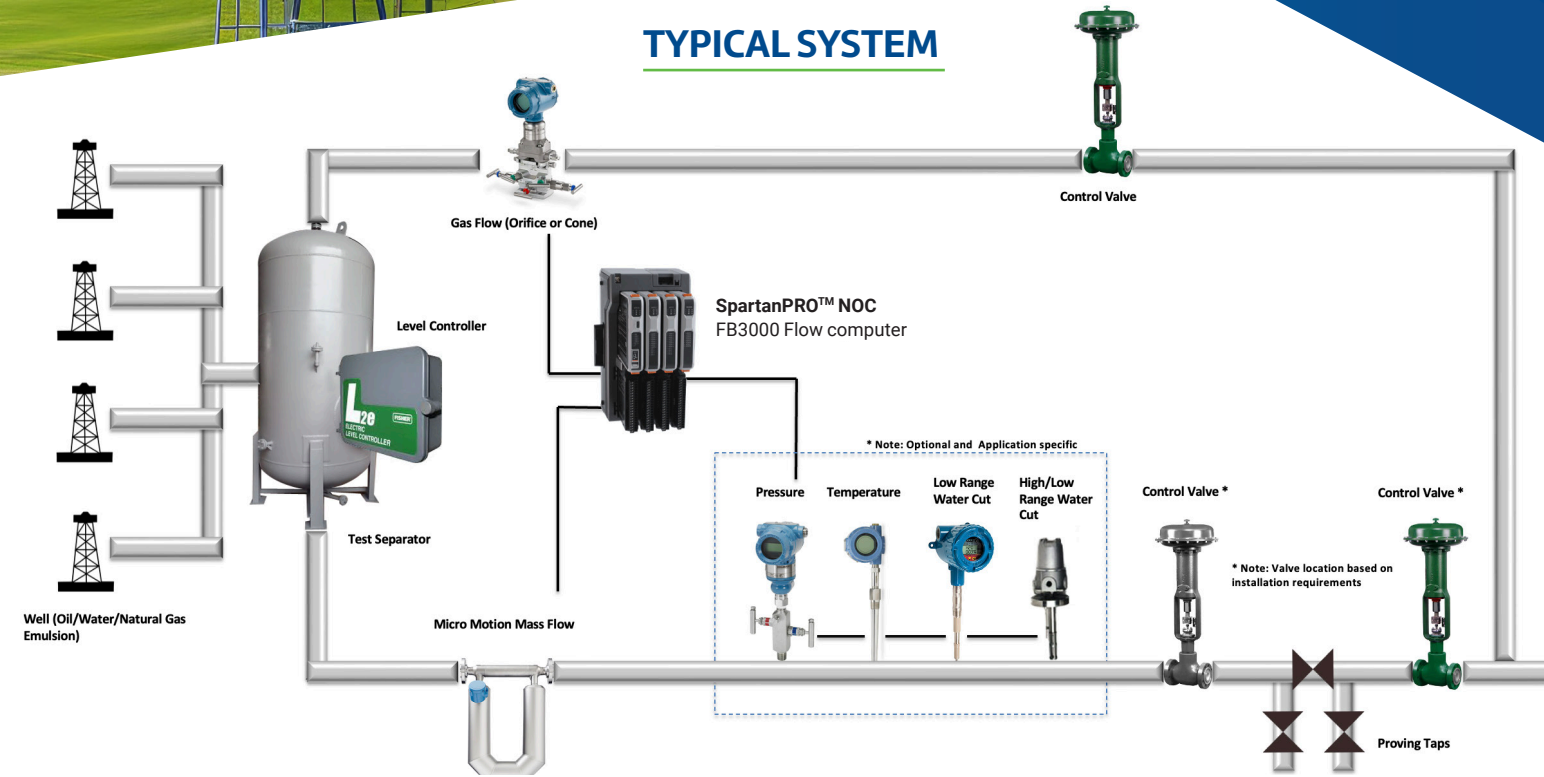 TYPICAL SYSTEM
Control Valve
Gas Flow (Orifice or Cone)
SpartanPRO™ NOC
FB3000 Flow computer
Level Controller
L2e
FISHER
ELECTRIC
LEVEL CONTROLLER
* Note: Optional and Application specific
Pressure
Temperature
Low Range
Water Cut
High/Low
Range Water
Cut
Control Valve *
Control Valve *
Test Separator
* Note: Valve location based on
installation requirements
Well (Oil/Water/Natural Gas
Emulsion)
Micro Motion Mass Flow
Proving Taps